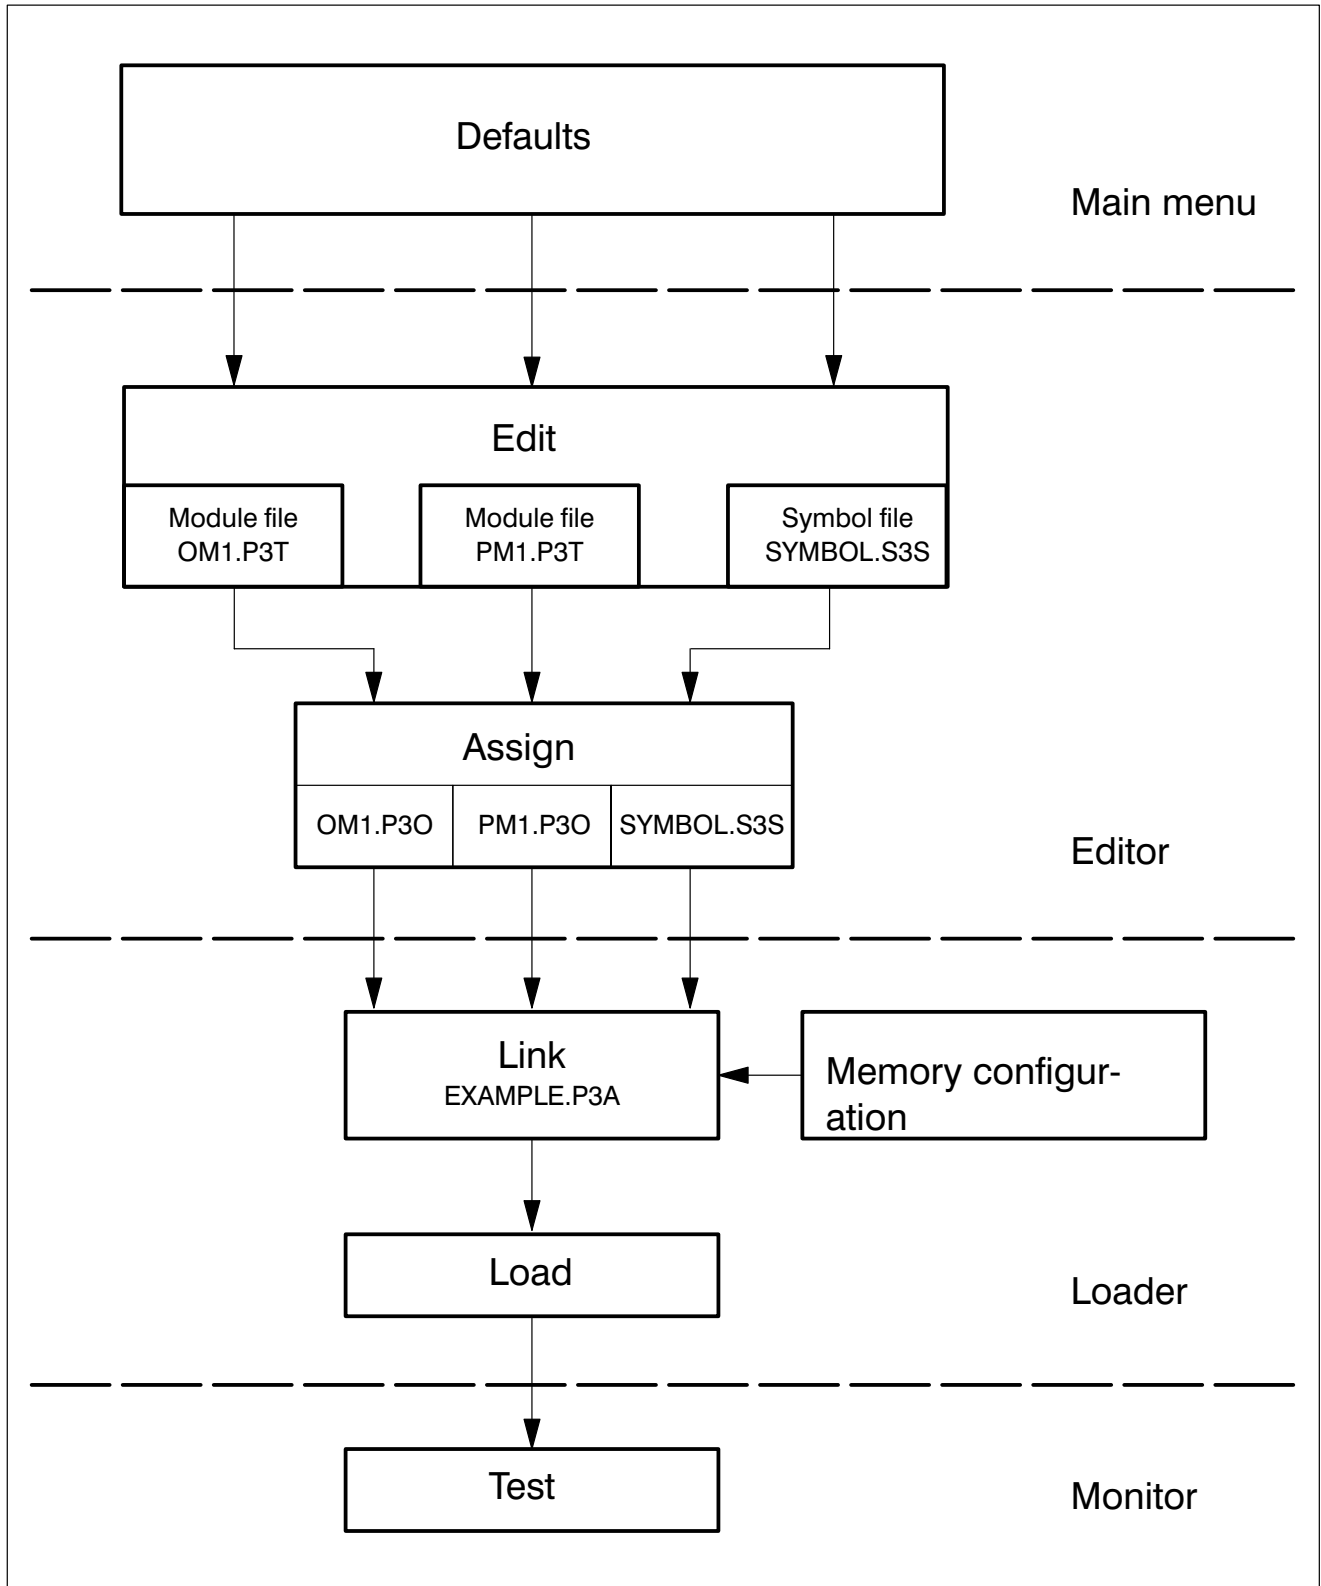 Defaults
Main menu
Edit
Module file
OM1.P3T
Module file
PM1.P3T
Symbol file
SYMBOL.S3S
Assign
OM1.P3O
PM1.P3O
SYMBOL.S3S
Editor
Link
EXAMPLE.P3A
Memory configur-
ation
Load
Loader
Test
Monitor